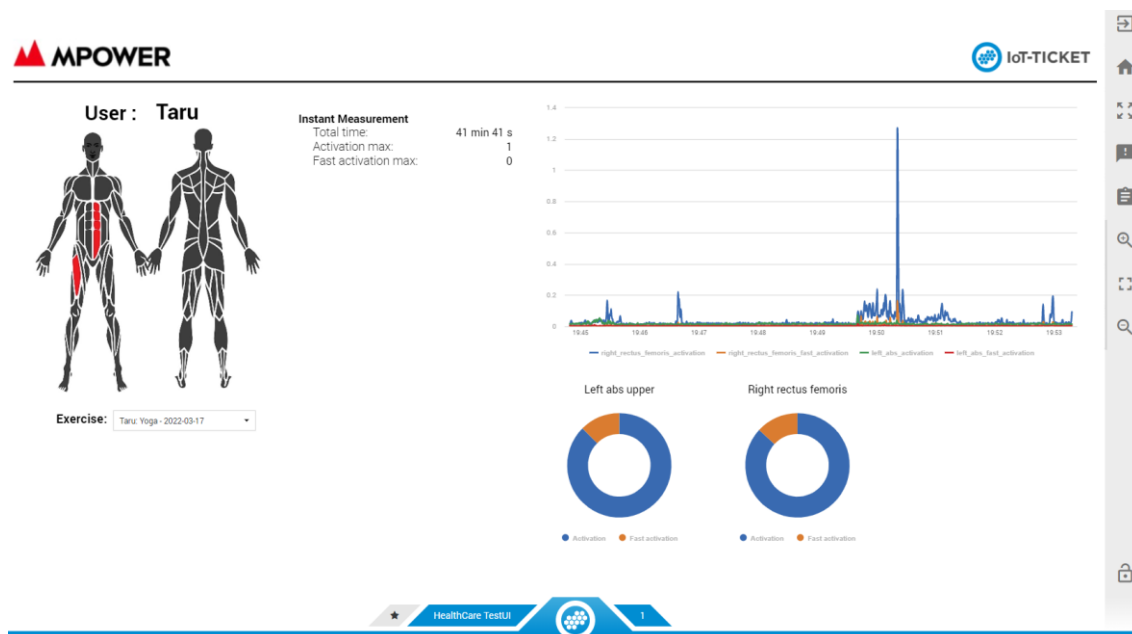 MPOWER
IoT-TICKET
User : Taru
Instant Measurement
Total time: 41 min 41 s
Activation max: 1
Fast activation max: 0
Exercise: Taru: Yoga - 2022-03-17
1.4
1.2
1
0.8
0.6
0.4
0.2
0
19:45 19:46 19:47 19:48 19:49 19:50 19:51 19:52 19:53
right_rectus_femoris_activation right_rectus_femoris_fast_activation left_abs_activation left_abs_fast_activation
Left abs upper Right rectus femoris
Activation Fast activation Activation Fast activation
HealthCare TestUI 1